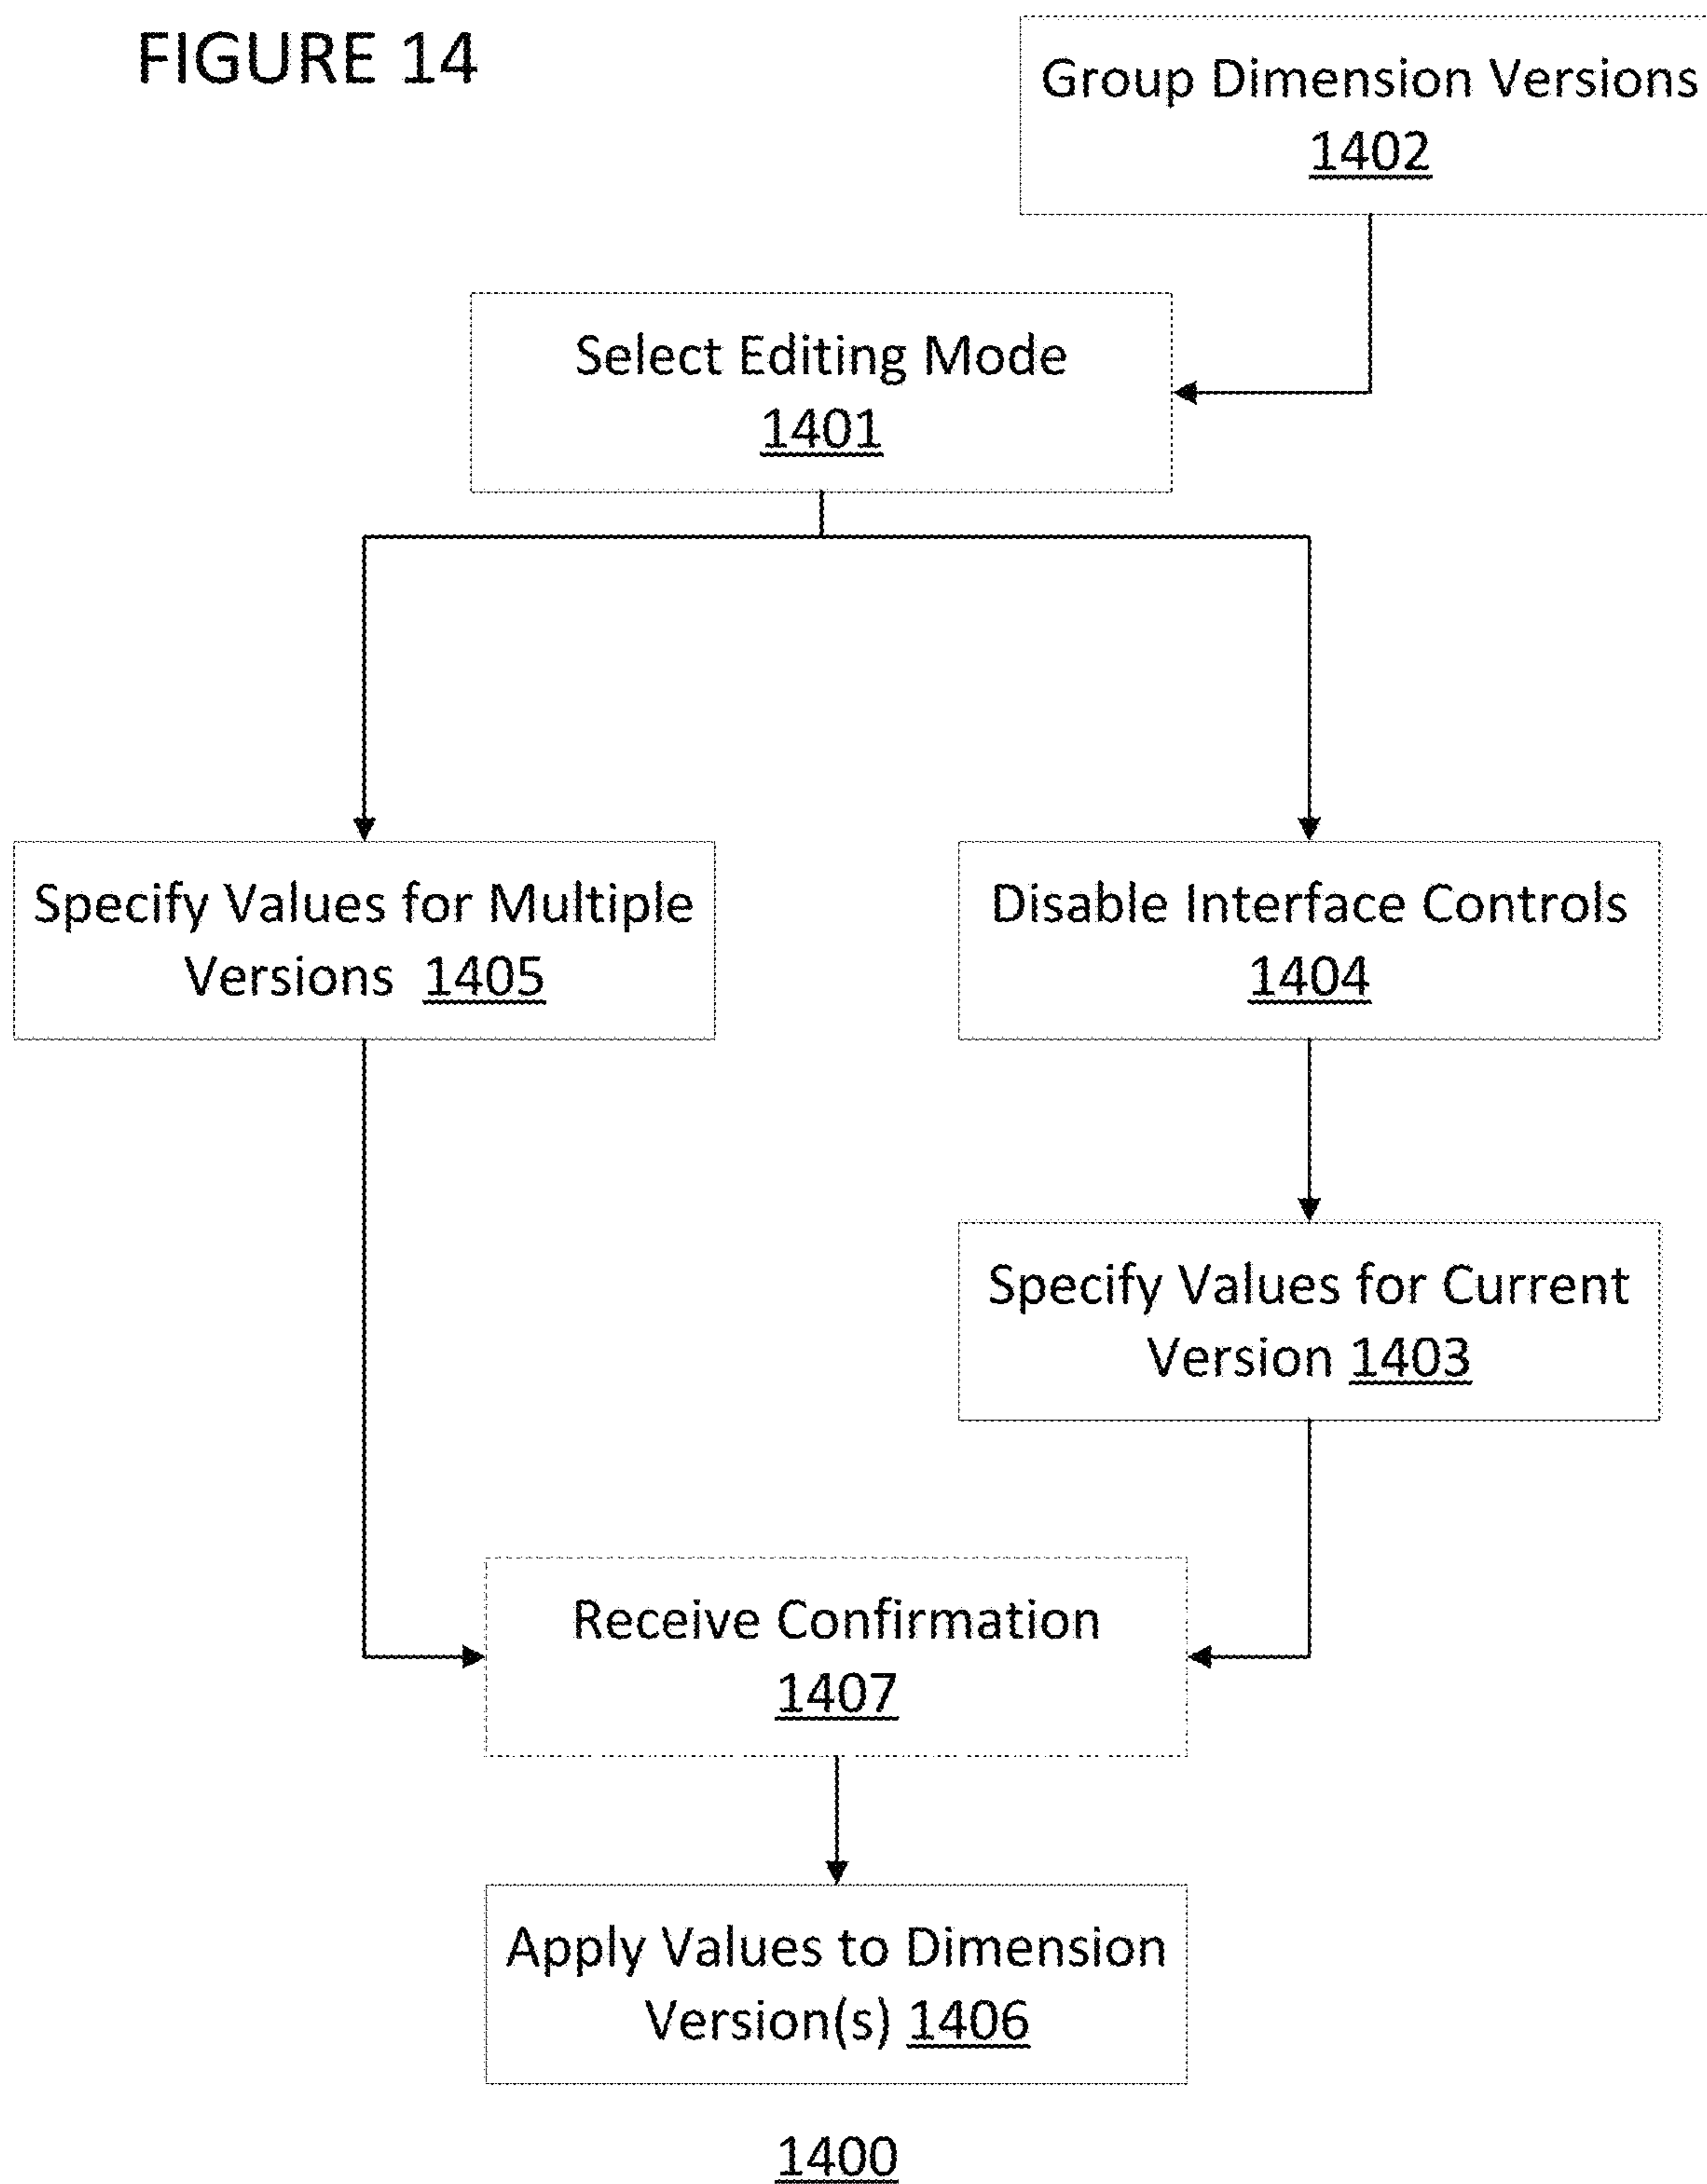 FIGURE 14
Group Dimension Versions
1402
Select Editing Mode
1401
Specify Values for Multiple
Versions 1405
Disable Interface Controls
1404
Specify Values for Current
Version 1403
Receive Confirmation
1407
Apply Values to Dimension
Version(s) 1406
1400